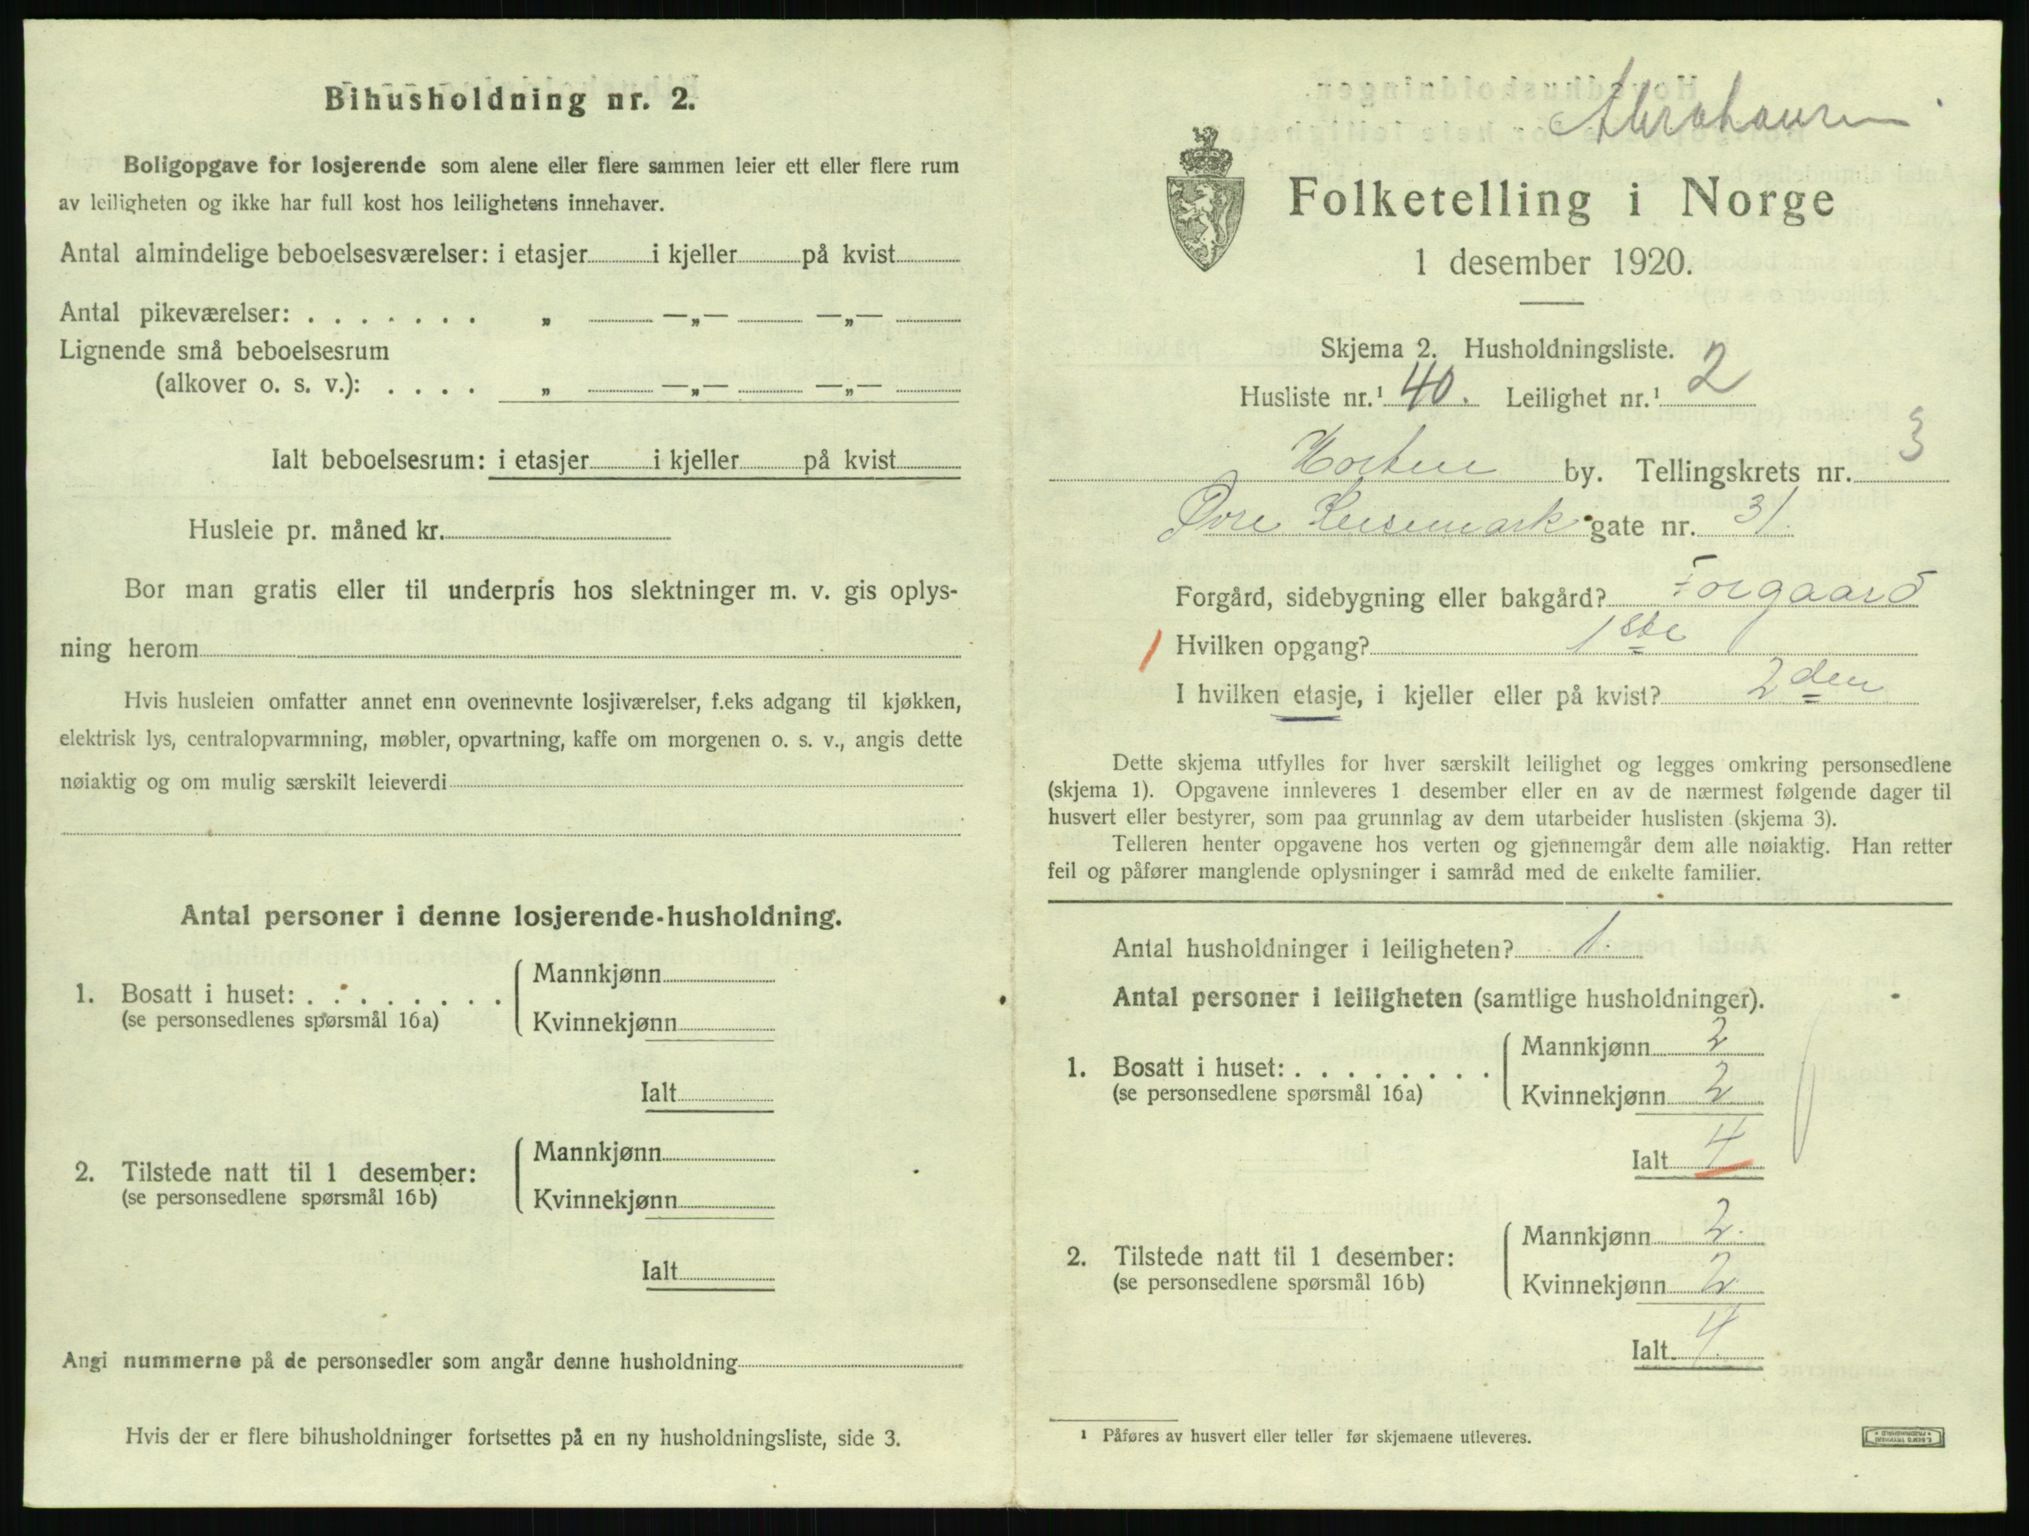 Bihusholdning nr. 2.
Boligopgave for losjerende som alene eller flere sammen leier ett eller flere rum
av leiligheten og ikke har full kost hos leilighetens innehaver.
Antal almindelige beboelsesværelser: i etasjer i kjeller på kvist
Antal pikeværelser: . . . . . . . „ —„— —„—
Lignende små beboelsesrum
(alkover o. s. v.): . . . . „ —„— —„—
Ialt beboelsesrum: i etasjer i kjeller på kvist
Husleie pr. måned kr.
Bor man gratis eller til underpris hos slektninger m. v. gis oplys-
ning herom
Hvis husleien omfatter annet enn ovennevnte losjiværelser, f.eks adgang til kjøkken,
elektrisk lys, centralopvarmning, møbler, opvartning, kaffe om morgenen o. s. v., angis dette
nøiaktig og om mulig særskilt leieverdi
Antal personer i denne losjerende-husholdning.
1. Bosatt i huset: . . . . . . . .
(se personsedlenes spørsmål 16a)
Mannkjønn
Kvinnekjønn
Ialt
2. Tilstede natt til 1 desember:
(se personsedlene spørsmål 16b)
Mannkjønn
Kvinnekjønn
Ialt
Angi nummerne på de personsedler som angår denne husholdning
Hvis der er flere bihusholdninger fortsettes på en ny husholdningsliste, side 3.
Folketelling i Norge
1 desember 1920.
Skjema 2. Husholdningsliste.
Husliste nr.¹ 40. Leilighet nr.¹ 2
Horten by. Tellingskrets nr. 3
Øvre Keisemark gate nr. 31.
Forgård, sidebygning eller bakgård? Forgaard
1 Hvilken opgang? 1ste
I hvilken etasje, i kjeller eller på kvist? 2den
Dette skjema utfylles for hver særskilt leilighet og legges omkring personsedlene
(skjema 1). Opgavene innleveres 1 desember eller en av de nærmest følgende dager til
husvert eller bestyrer, som paa grunnlag av dem utarbeider huslisten (skjema 3).
Telleren henter opgavene hos verten og gjennemgår dem alle nøiaktig. Han retter
feil og påfører manglende oplysninger i samråd med de enkelte familier.
Antal husholdninger i leiligheten? 1.
Antal personer i leiligheten (samtlige husholdninger).
1. Bosatt i huset: . . . . . . . .
(se personsedlene spørsmål 16a)
Mannkjønn 2
Kvinnekjønn 2
Ialt 4
2. Tilstede natt til 1 desember:
(se personsedlene spørsmål 16b)
Mannkjønn 2.
Kvinnekjønn 2
Ialt 4.
¹ Påføres av husvert eller teller før skjemaene utleveres.